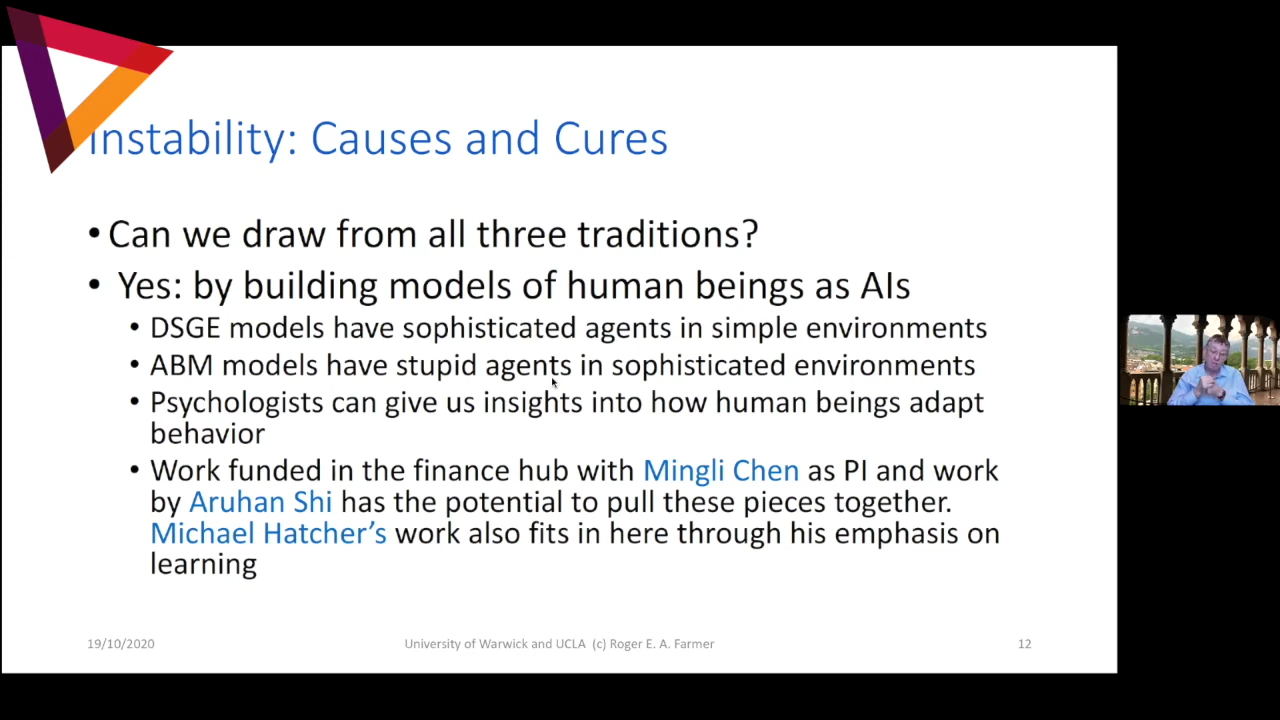 Instability: Causes and Cures
• Can we draw from all three traditions?
• Yes: by building models of human beings as AIs
• DSGE models have sophisticated agents in simple environments
• ABM models have stupid agents in sophisticated environments
• Psychologists can give us insights into how human beings adapt
behavior
• Work funded in the finance hub with Mingli Chen as PI and work
by Aruhan Shi has the potential to pull these pieces together.
Michael Hatcher’s work also fits in here through his emphasis on
learning
19/10/2020
University of Warwick and UCLA (c) Roger E. A. Farmer
12